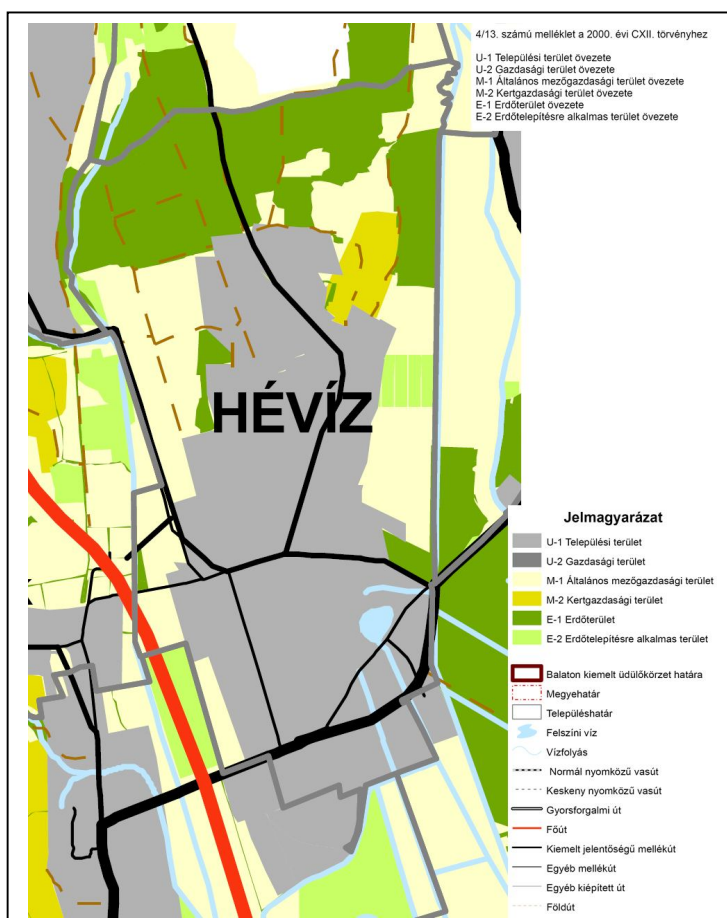 4/13. számú melléklet a 2000. évi CXII. törvényhez
U-1 Települési terület övezete
U-2 Gazdasági terület övezete
M-1 Általános mezőgazdasági terület övezete
M-2 Kertgazdasági terület övezete
E-1 Erdőterület övezete
E-2 Erdőtelepítésre alkalmas terület övezete
HÉVÍZ
Jelmagyarázat
U-1 Települési terület
U-2 Gazdasági terület
M-1 Általános mezőgazdasági terület
M-2 Kertgazdasági terület
E-1 Erdőterület
E-2 Erdőtelepítésre alkalmas terület
Balaton kiemelt üdülőkörzet határa
Megyehatár
Településhatár
Felszíni víz
Vízfolyás
Normál nyomközű vasút
Keskeny nyomközű vasút
Gyorsforgalmi út
Főút
Kiemelt jelentőségű mellékút
Egyéb mellékút
Egyéb kiépített út
Földút